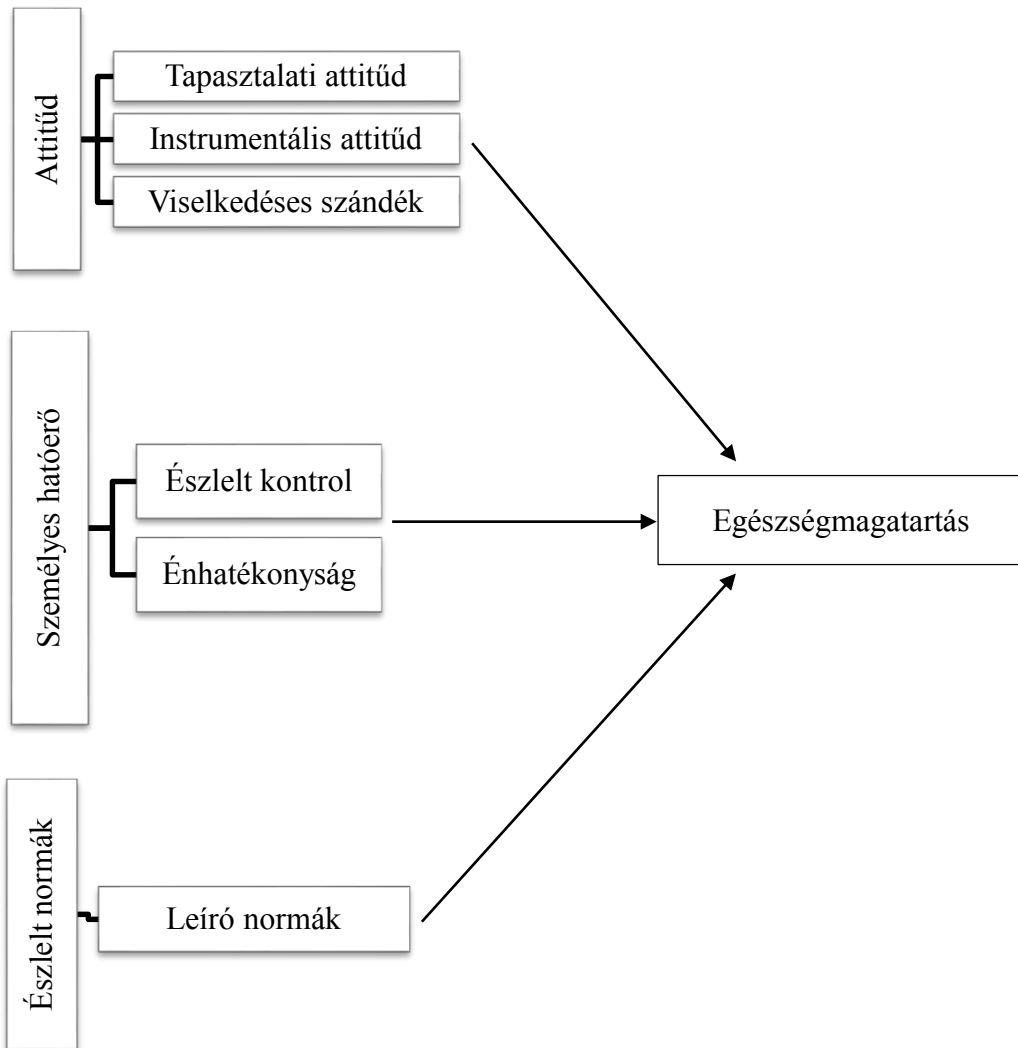 Attitűd
Tapasztalati attitűd
Instrumentális attitűd
Viselkedéses szándék
Személyes hatóerő
Észlelt kontrol
Énhatékonyság
Egészségmagatartás
Észlelt normák
Leíró normák